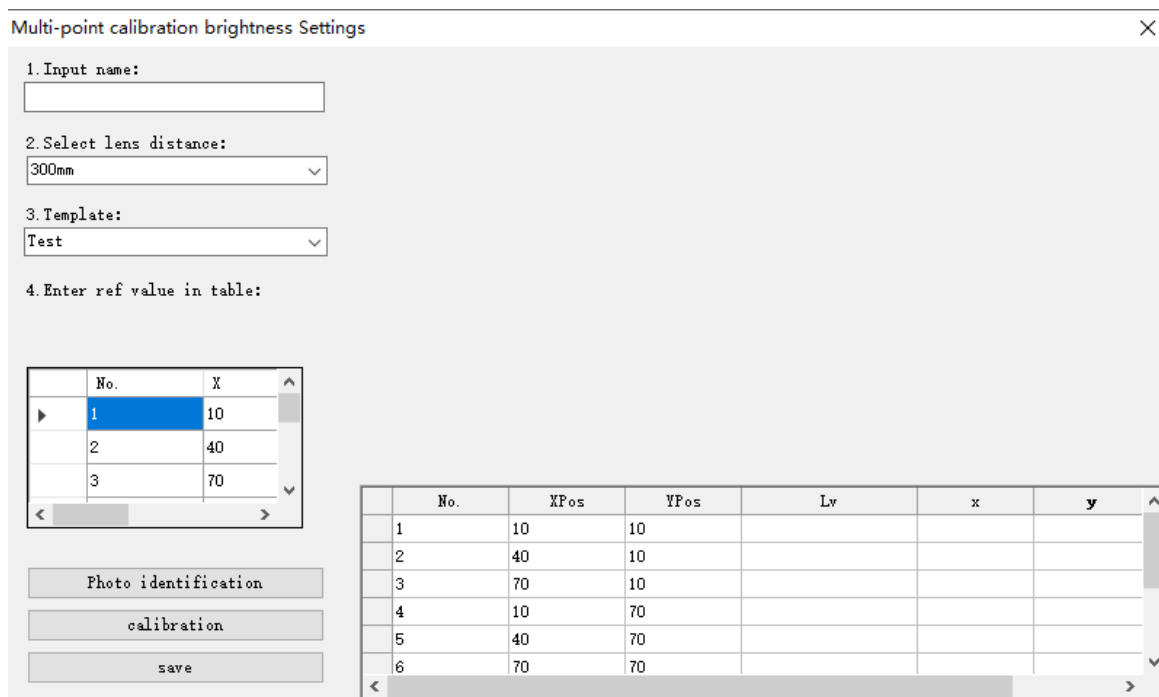 Multi-point calibration brightness Settings
1.Input name:
2.Select lens distance:
300mm
3.Template:
Test
4.Enter ref value in table:
No. X
1 10
2 40
3 70
Photo identification
calibration
save
No. XPos YPos Lv x y
1 10 10
2 40 10
3 70 10
4 10 70
5 40 70
6 70 70